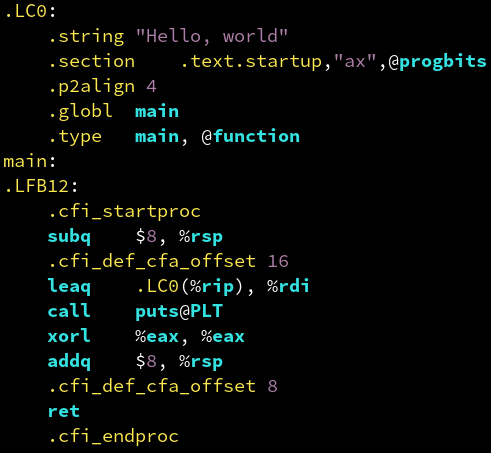 .LC0:
    .string "Hello, world"
    .section    .text.startup,"ax",@progbits
    .p2align 4
    .globl  main
    .type   main, @function
main:
.LFB12:
    .cfi_startproc
    subq    $8, %rsp
    .cfi_def_cfa_offset 16
    leaq    .LC0(%rip), %rdi
    call    puts@PLT
    xorl    %eax, %eax
    addq    $8, %rsp
    .cfi_def_cfa_offset 8
    ret
    .cfi_endproc